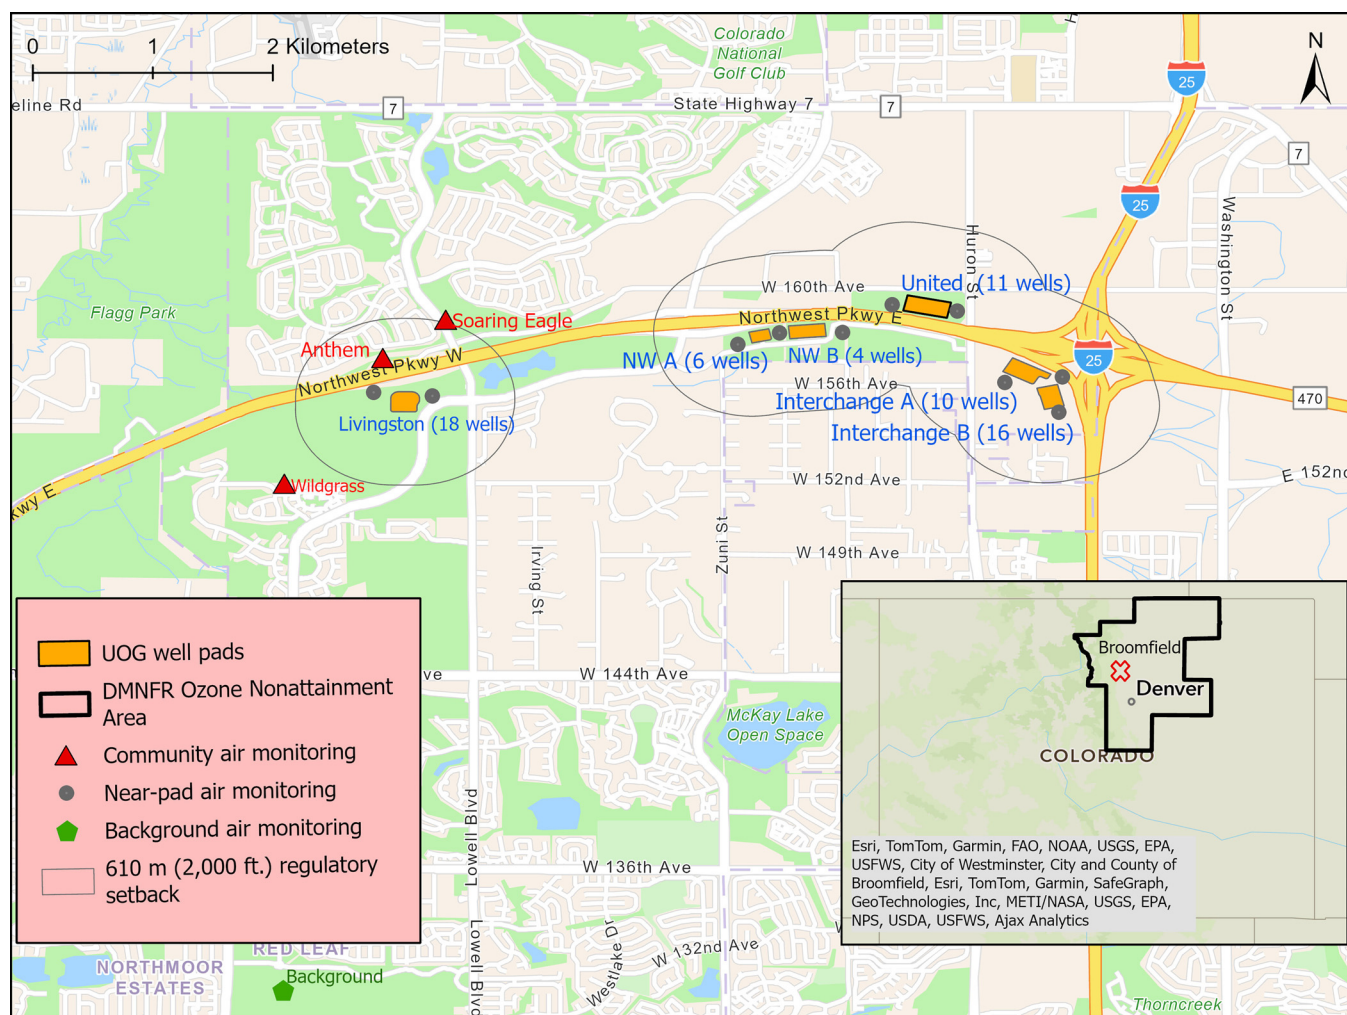 0 1 2 Kilometers
Colorado
National
Golf Club
N
25
eline Rd
7
State Highway 7
7
7
25
Washington St
Huron St
Flagg Park
W 160th Ave
United (11 wells)
Soaring Eagle
Northwest Pkwy E
Anthem
Northwest Pkwy W
NW A (6 wells)
NW B (4 wells)
25
W 156th Ave
Interchange A (10 wells)
470
Livingston (18 wells)
Interchange B (16 wells)
Wildgrass
W 152nd Ave
E 152nd
kwy E
Zuni St
Irving St
W 149th Ave
UOG well pads
DMNFR Ozone Nonattainment
Area
Community air monitoring
Near-pad air monitoring
Background air monitoring
610 m (2,000 ft.) regulatory
setback
ve
W 144th Ave
McKay Lake
Open Space
Lowell Blvd
W 136th Ave
Lowell Blvd
Westlake Dr
W 132nd Ave
RED LEAF
NORTHMOOR
ESTATES
Background
Thorncreek
Broomfield
Denver
COLORADO
Esri, TomTom, Garmin, FAO, NOAA, USGS, EPA,
USFWS, City of Westminster, City and County of
Broomfield, Esri, TomTom, Garmin, SafeGraph,
GeoTechnologies, Inc, METI/NASA, USGS, EPA,
NPS, USDA, USFWS, Ajax Analytics